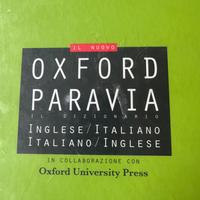 IL NUOVO
OXFORD
PARAVIA
IL DIZIONARIO
INGLESE/ITALIANO
ITALIANO/INGLESE
IN COLLABORAZIONE CON
Oxford University Press